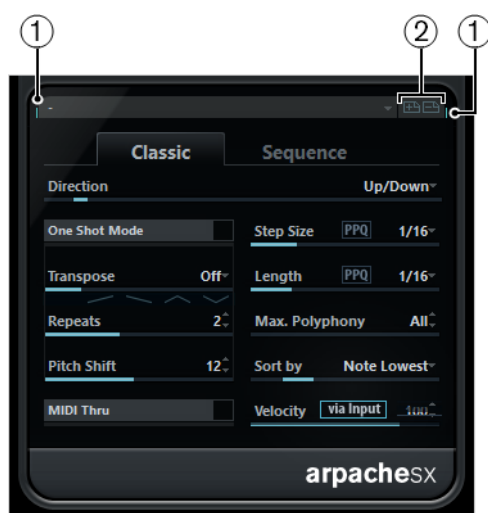 1 2 1
-
Classic Sequence
Direction Up/Down
One Shot Mode Step Size PPQ 1/16
Transpose Off Length PPQ 1/16
Repeats 2 Max. Polyphony All
Pitch Shift 12 Sort by Note Lowest
MIDI Thru Velocity via Input 100
arpacheSX